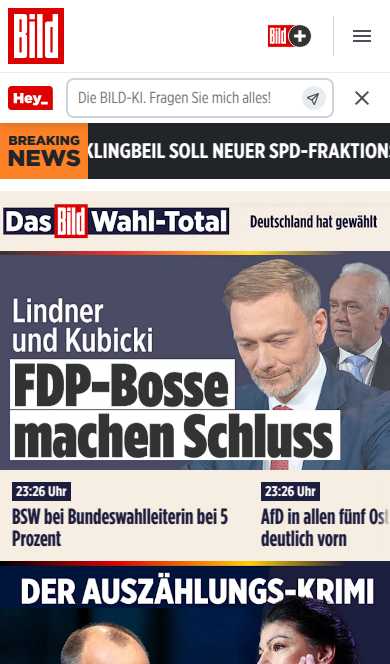 Bild
Bild
Hey_
Die BILD-KI. Fragen Sie mich alles!
BREAKING
NEWS
KLINGBEIL SOLL NEUER SPD-FRAKTIONS
Das Bild Wahl-Total
Deutschland hat gewählt
Lindner
und Kubicki
FDP-Bosse
machen Schluss
23:26 Uhr
BSW bei Bundeswahlleiterin bei 5
Prozent
23:26 Uhr
AfD in allen fünf Ost
deutlich vorn
DER AUSZÄHLUNGS-KRIMI